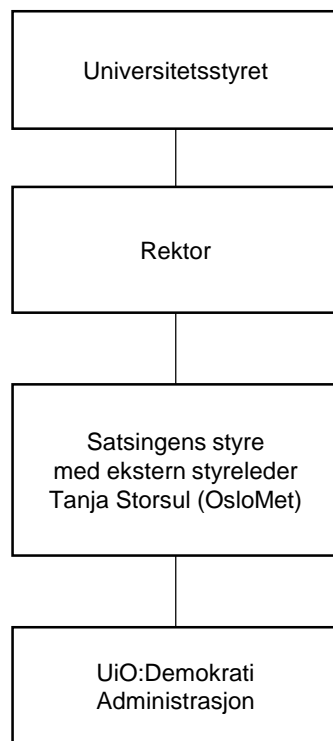 Universitetsstyret
Rektor
Satsingens styre
med ekstern styreleder
Tanja Storsul (OsloMet)
UiO:Demokrati
Administrasjon